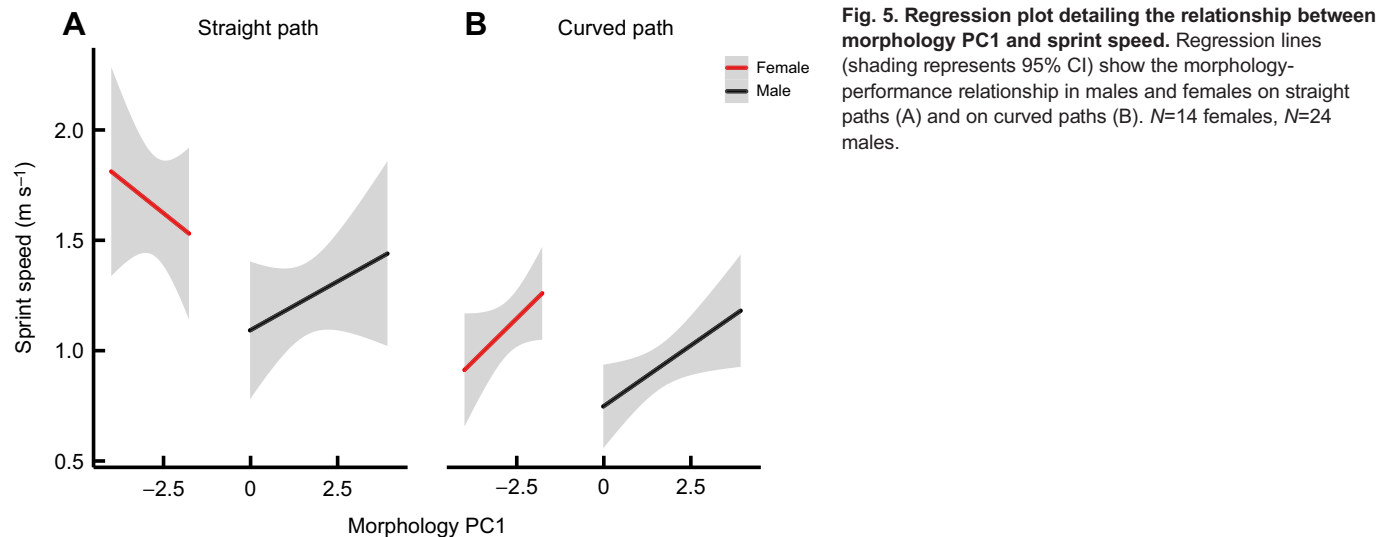 A
Straight path
B
Curved path
Female
Male
2.0
1.5
1.0
0.5
Sprint speed (m s−1)
−2.5
0
2.5
−2.5
0
2.5
Morphology PC1
Fig. 5. Regression plot detailing the relationship between
morphology PC1 and sprint speed. Regression lines
(shading represents 95% CI) show the morphology-
performance relationship in males and females on straight
paths (A) and on curved paths (B). N=14 females, N=24
males.